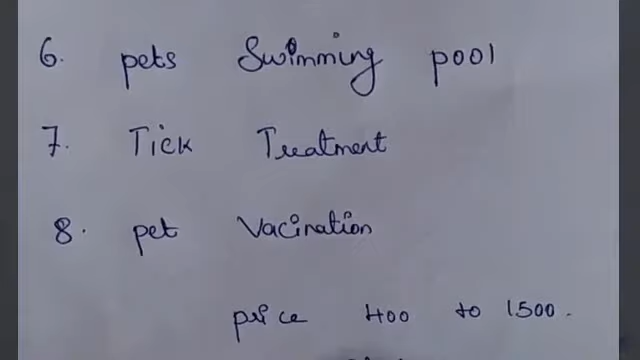 6. pets Swimming pool
7. Tick Treatment
8. pet Vacination
price 400 to 1500.